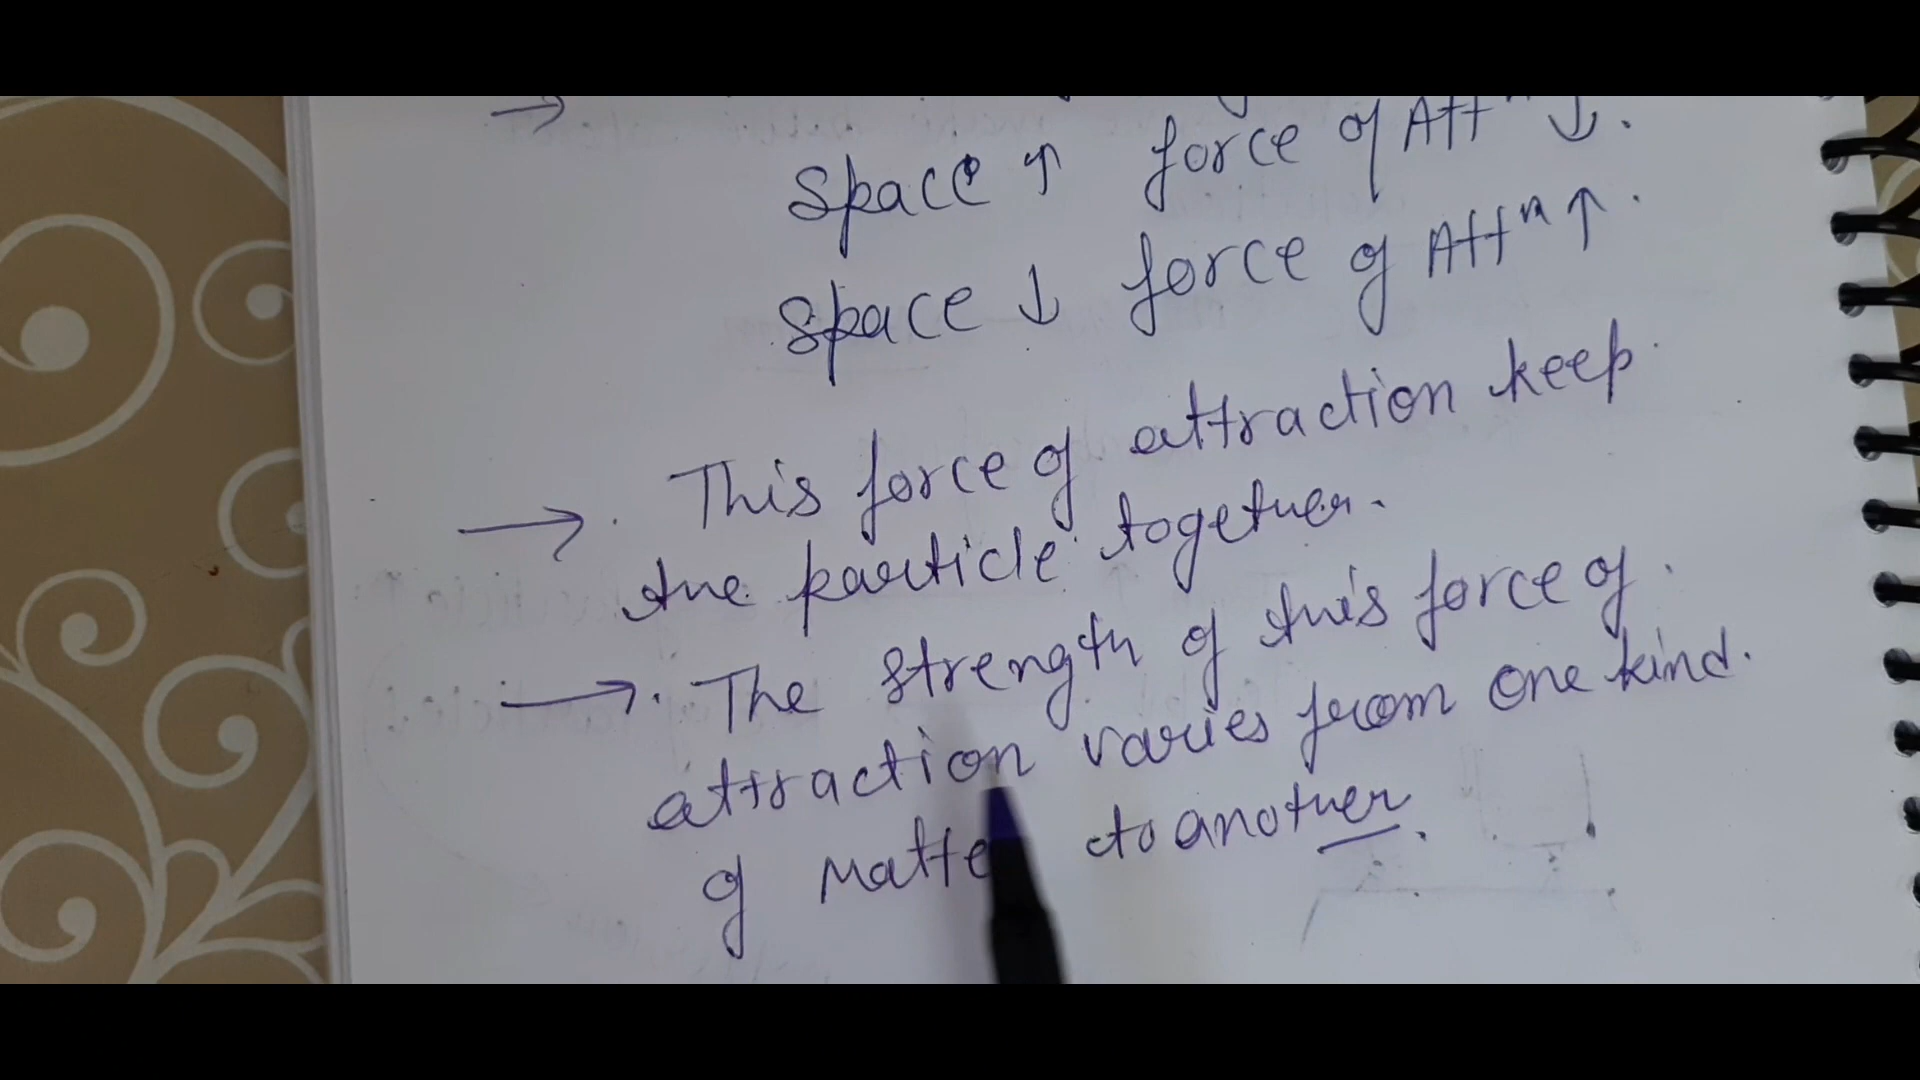 →
Space ↑ force of Attⁿ ↓.
Space ↓ force of Attⁿ ↑.
→ This force of attraction keep
the particle together.
→ The strength of this force of
attraction varies from one kind.
of Matte to another.